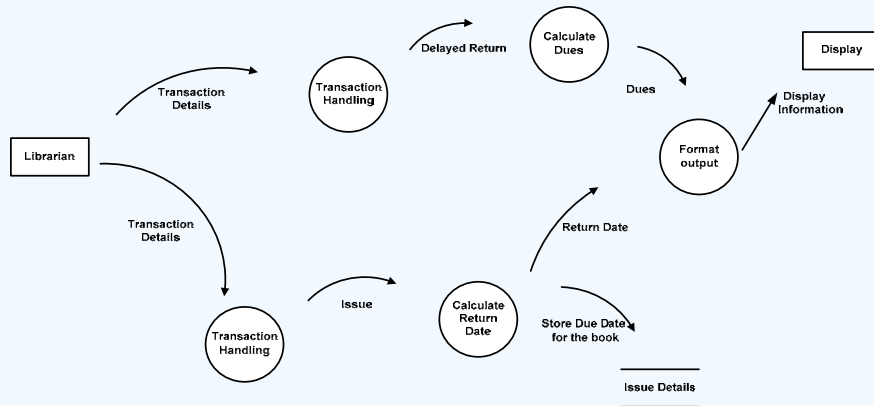 Calculate
Dues
Display
Delayed Return
Transaction
Details
Transaction
Handling
Dues
Display
Information
Librarian
Format
output
Transaction
Details
Return Date
Issue
Calculate
Return
Date
Store Due Date
for the book
Transaction
Handling
Issue Details